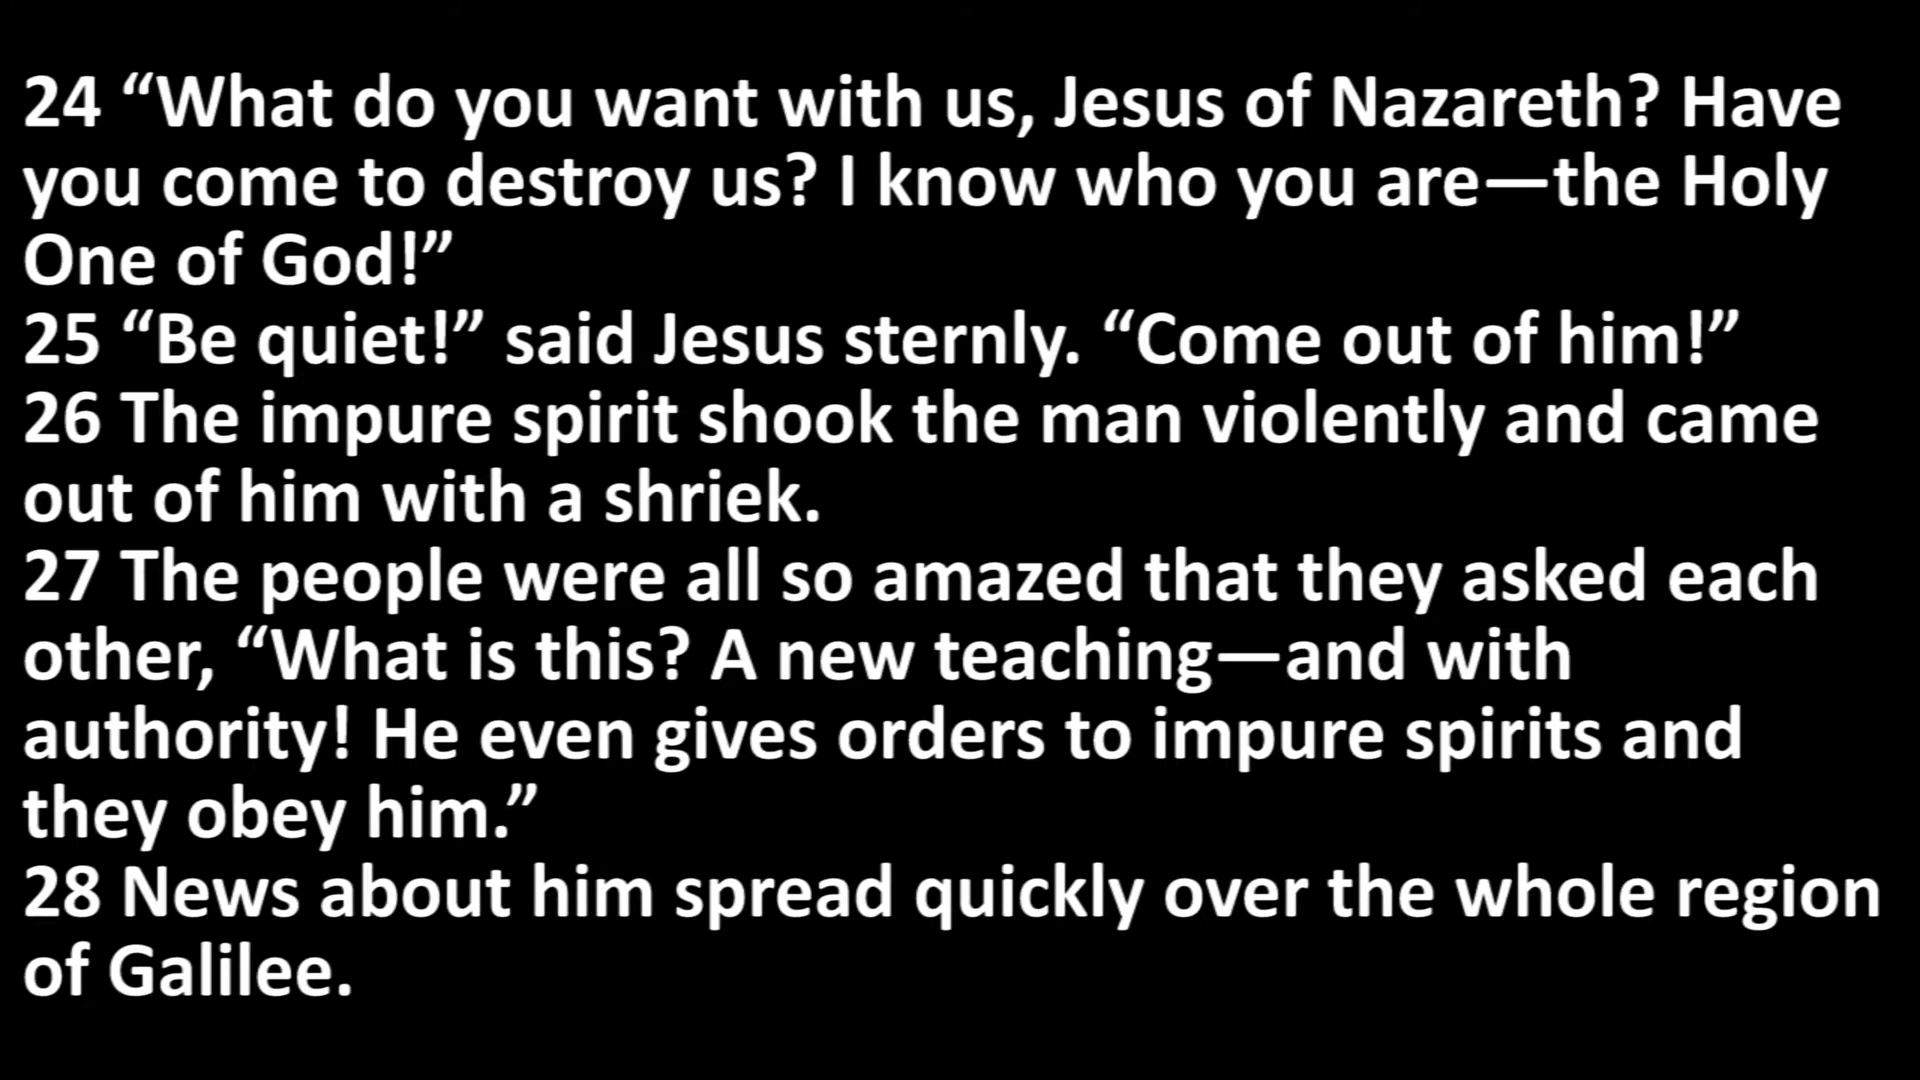 24 “What do you want with us, Jesus of Nazareth? Have
you come to destroy us? I know who you are—the Holy
One of God!”
25 “Be quiet!” said Jesus sternly. “Come out of him!”
26 The impure spirit shook the man violently and came
out of him with a shriek.
27 The people were all so amazed that they asked each
other, “What is this? A new teaching—and with
authority! He even gives orders to impure spirits and
they obey him.”
28 News about him spread quickly over the whole region
of Galilee.